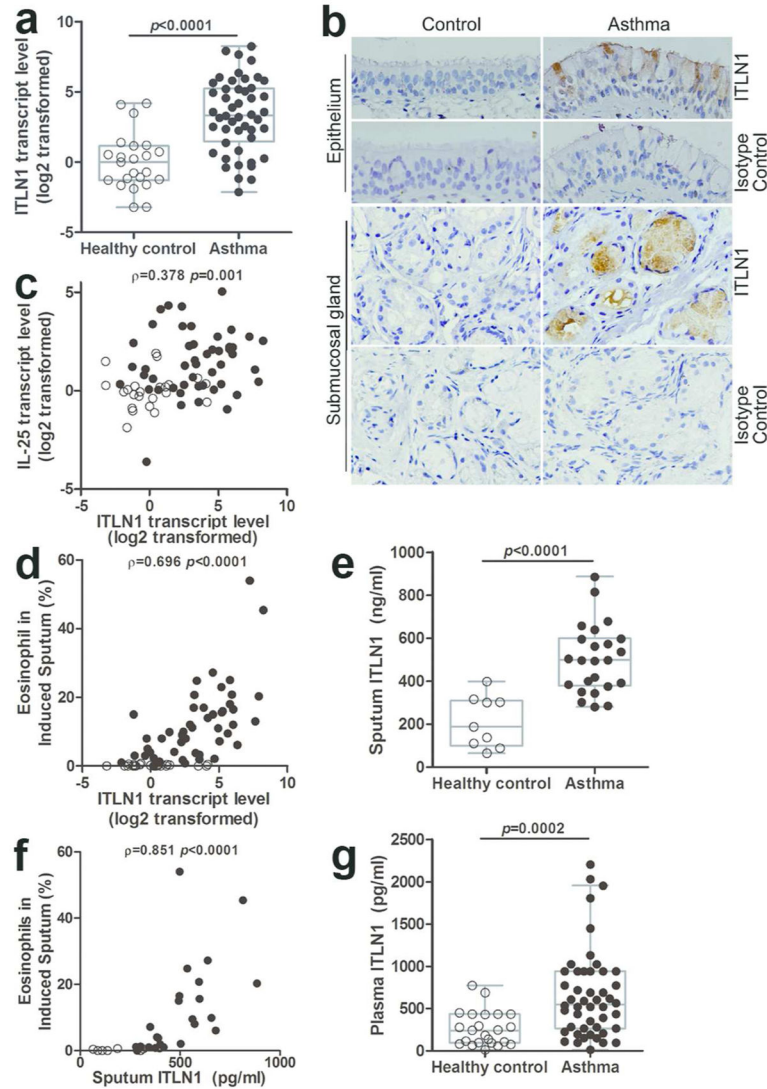 a
p<0.0001
ITLN1 transcript level
(log2 transformed)
10
5
0
-5
Healthy control
Asthma
b
Control
Asthma
Epithelium
Submucosal gland
ITLN1
Isotype
Control
ITLN1
Isotype
Control
c
ρ=0.378 p=0.001
IL-25 transcript level
(log2 transformed)
5
0
-5
-5
0
5
10
ITLN1 transcript level
(log2 transformed)
d
ρ=0.696 p<0.0001
Eosinophil in
Induced Sputum (%)
60
40
20
0
-5
0
5
10
ITLN1 transcript level
(log2 transformed)
e
p<0.0001
Sputum ITLN1 (ng/ml)
1000
800
600
400
200
0
Healthy control
Asthma
f
ρ=0.851 p<0.0001
Eosinophils in
Induced Sputum (%)
60
40
20
0
0
500
1000
Sputum ITLN1 (pg/ml)
g
p=0.0002
Plasma ITLN1 (pg/ml)
2500
2000
1500
1000
500
0
Healthy control
Asthma